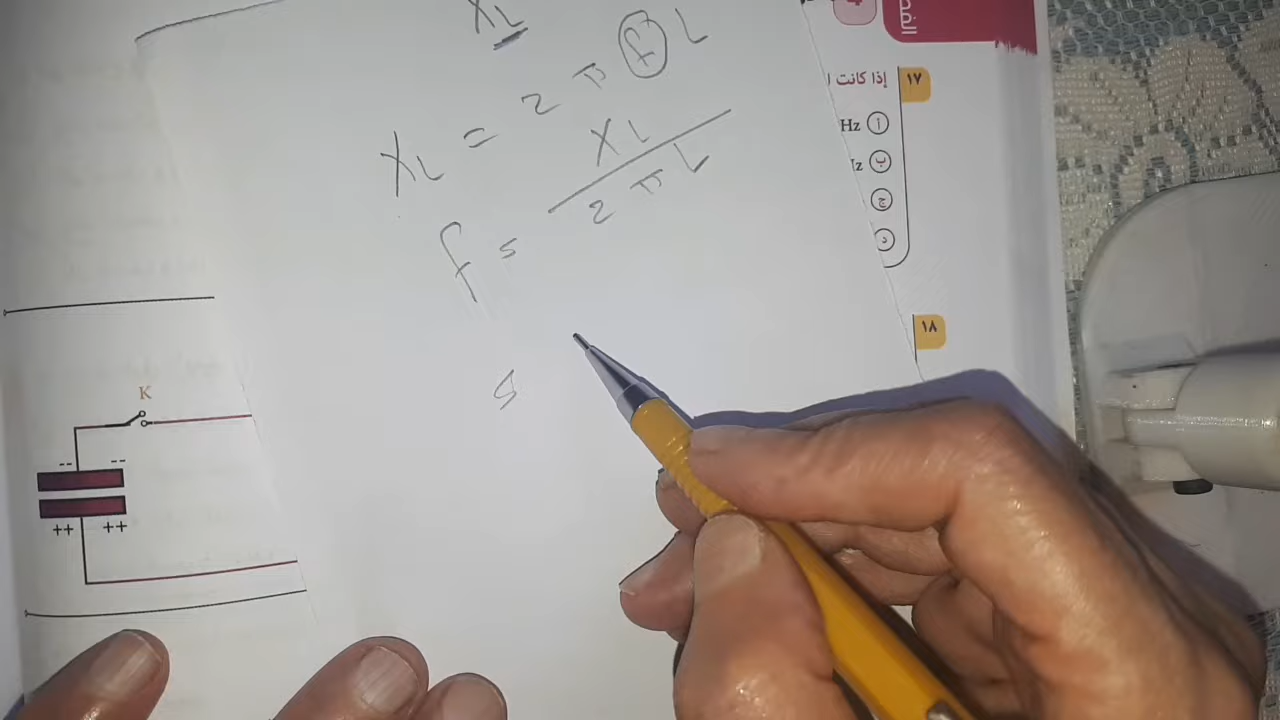 XL
XL = 2 π f L
f = XL / 2 π L
=
١٧ إذا كانت ا
أ Hz
ب Hz
ج
د
١٨
K
-- --
++ ++